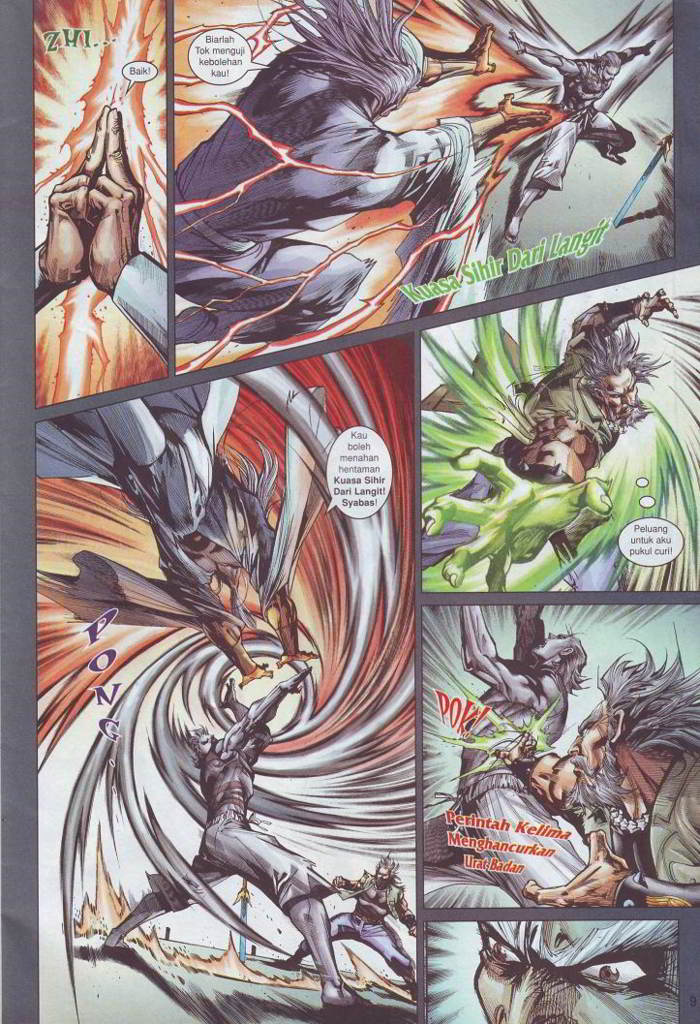 ZHI...
Baik!
Biarlah
Tok menguji
kebolehan
kau!
Kuasa Sihir Dari Langit
Kau
boleh
menahan
hentaman
Kuasa Sihir
Dari Langit!
Syabas!
PONG...
Peluang
untuk aku
pukul curi!
POK!
Perintah Kelima
Menghancurkan
Urat Badan
9